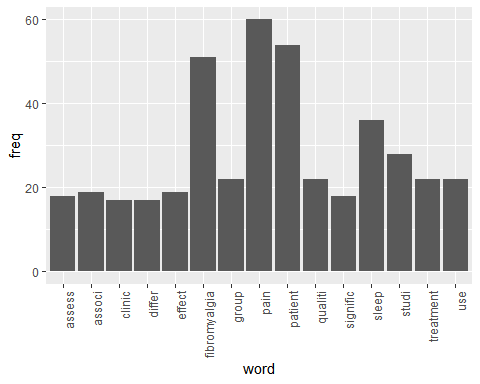 60
40
20
0
freq
assess
associ
clinic
differ
effect
fibromyalgia
group
pain
patient
qualiti
signific
sleep
studi
treatment
use
word